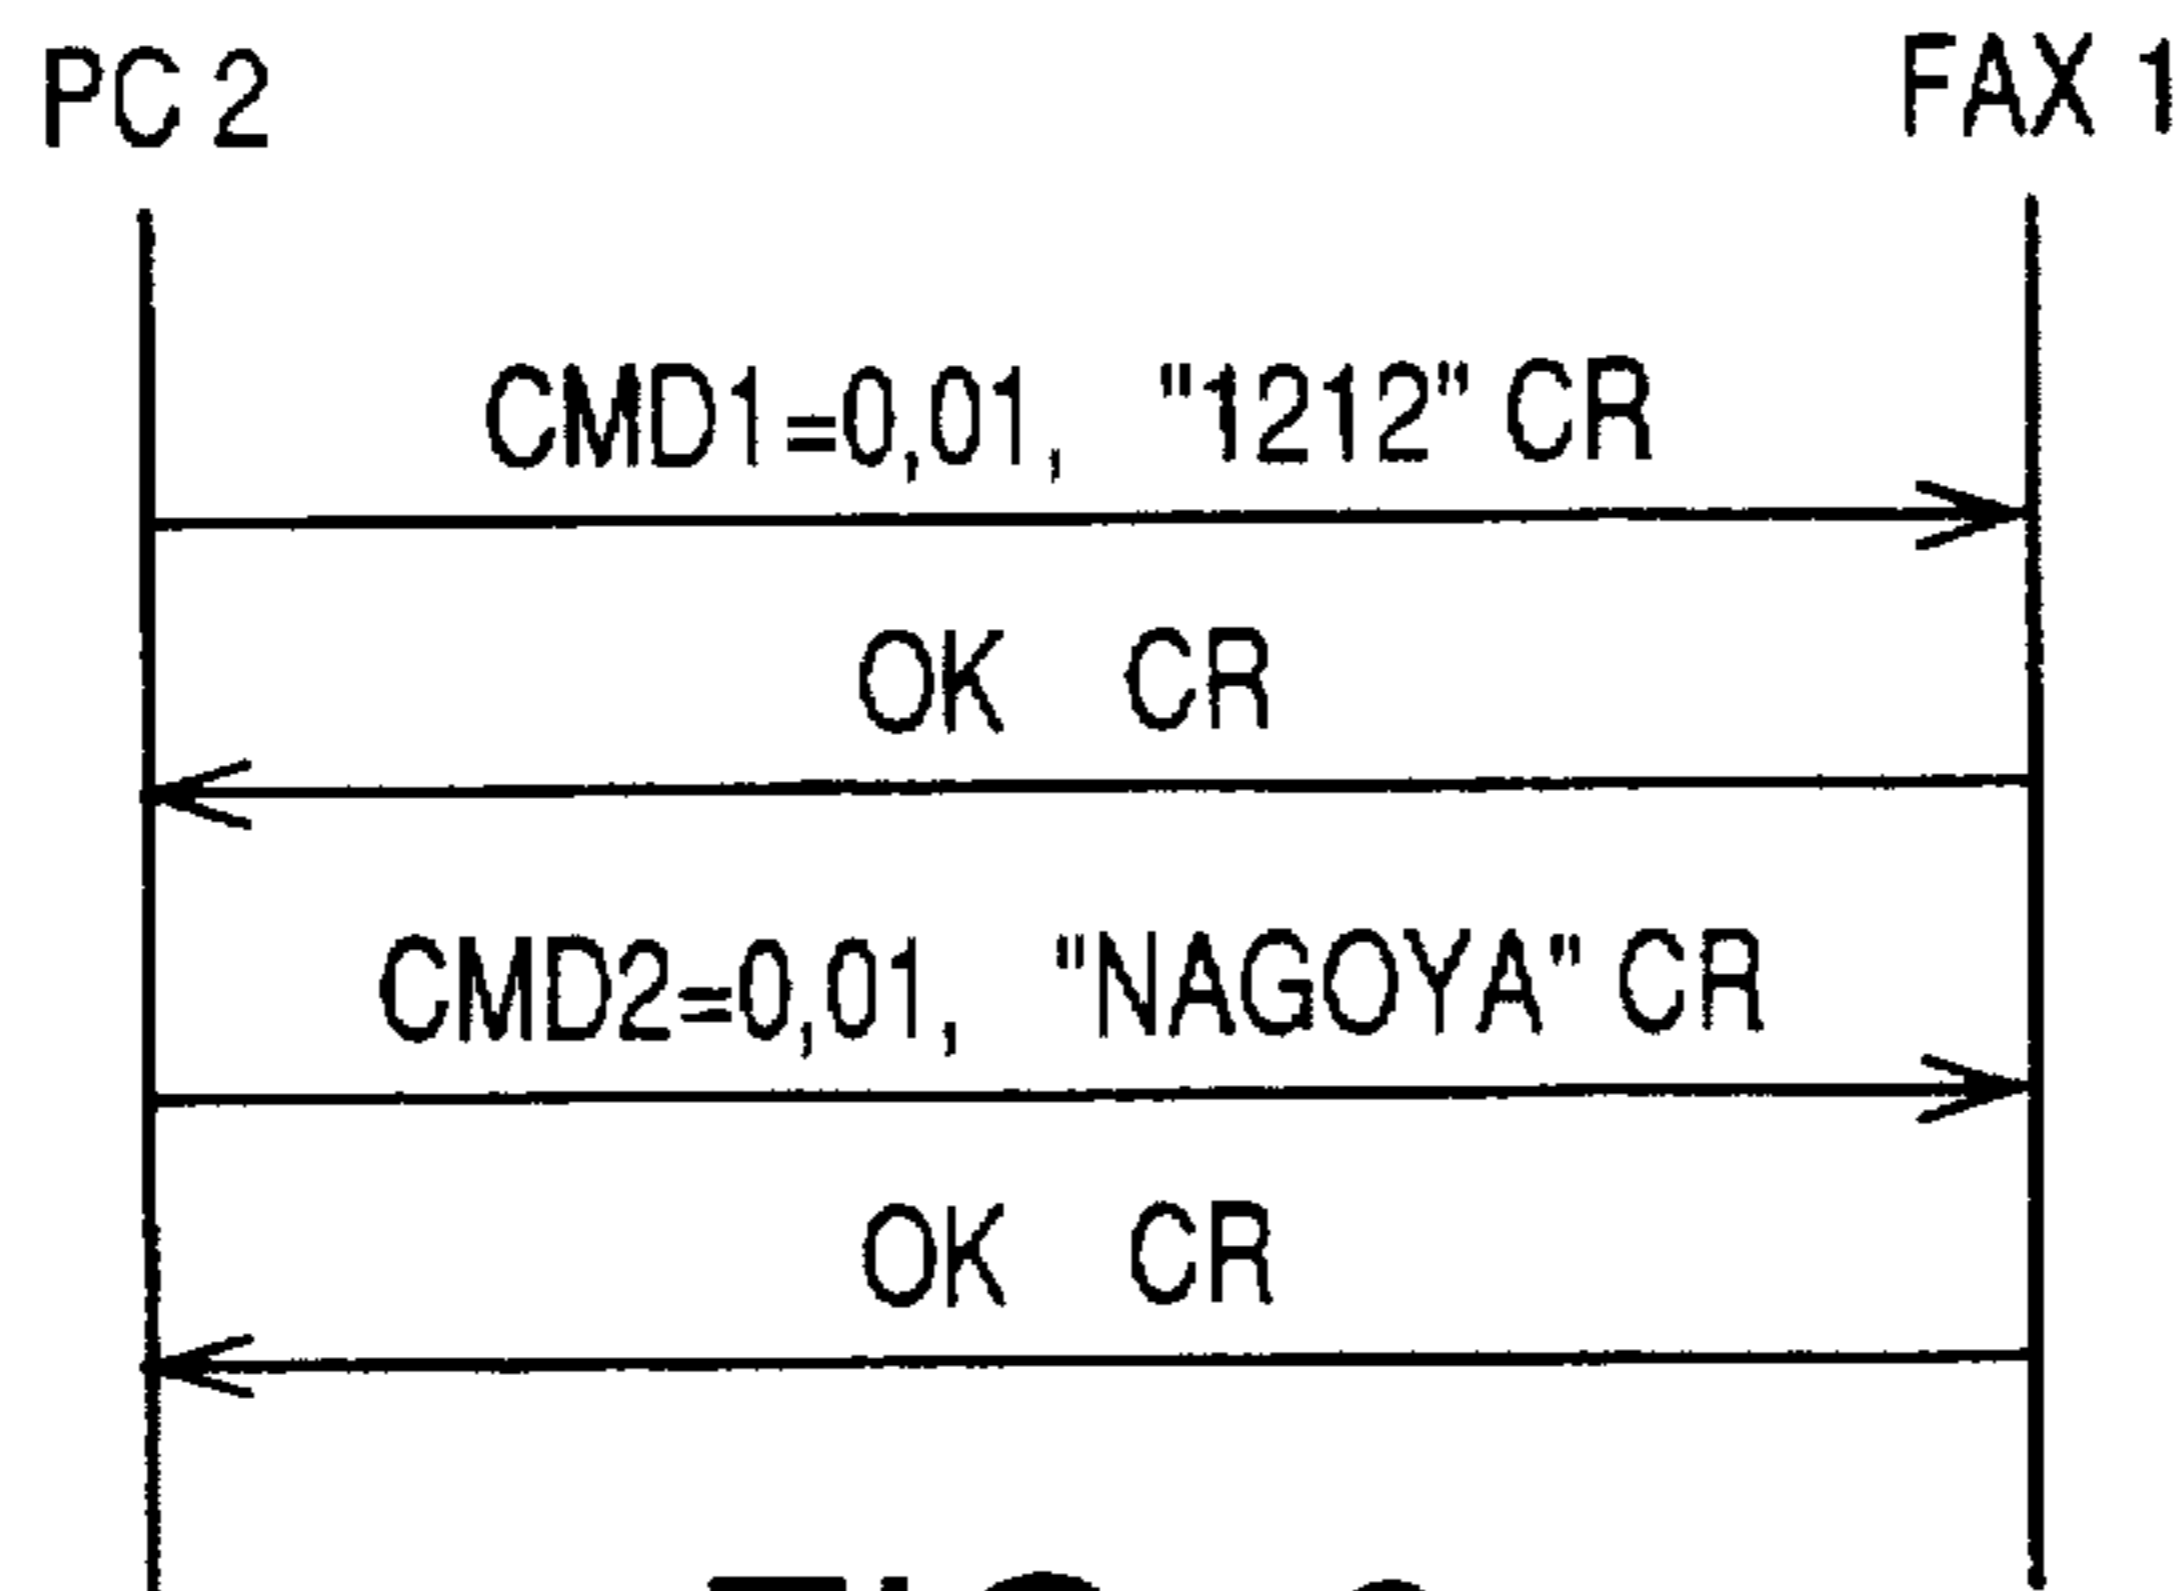 PC 2 FAX 1
CMD1=0,01, "1212" CR
OK CR
CMD2=0,01, "NAGOYA" CR
OK CR